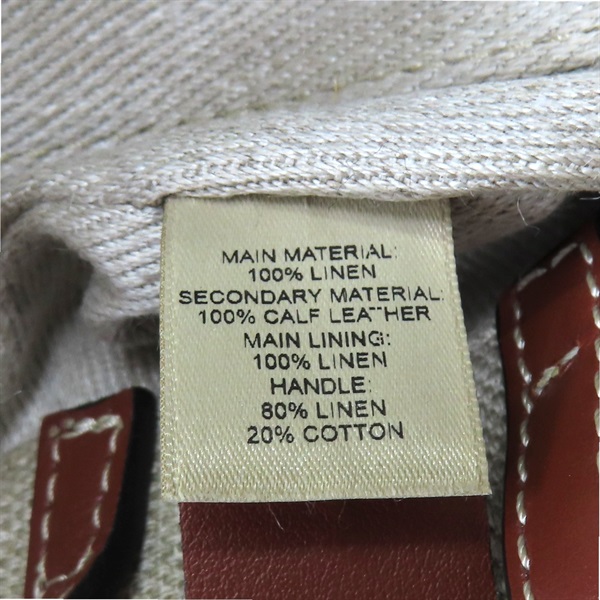 MAIN MATERIAL:
100% LINEN
SECONDARY MATERIAL:
100% CALF LEATHER
MAIN LINING:
100% LINEN
HANDLE:
80% LINEN
20% COTTON